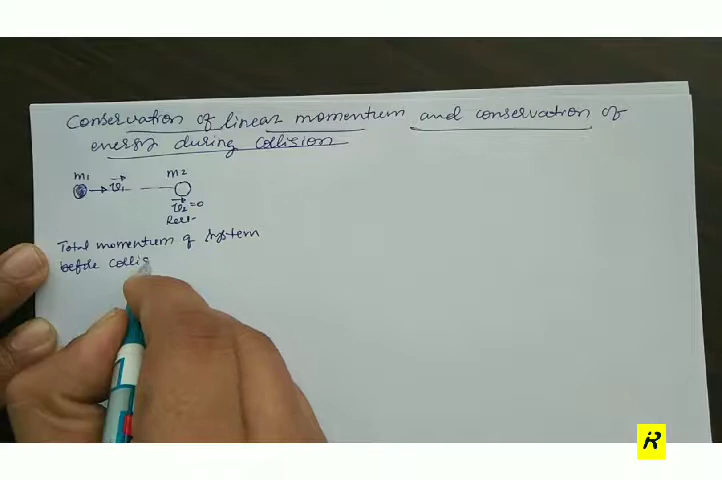 Conservation of linear momentum and conservation of
energy during collision
m1 m2
v1
v2=0
Rest
Total momentum of system
before collis
R